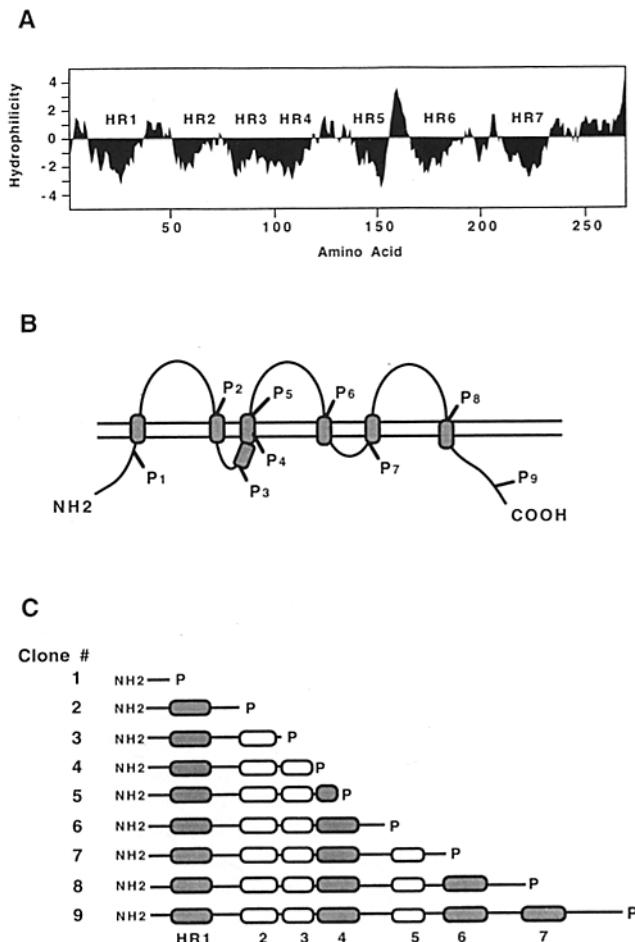 A
Hydrophilicity
4
2
0
-2
-4
HR1 HR2 HR3 HR4 HR5 HR6 HR7
50 100 150 200 250
Amino Acid
B
P2 P5 P6 P8
P4
P1 P3 P7 P9
NH2
COOH
C
Clone #
1 NH2 P
2 NH2 P
3 NH2 P
4 NH2 P
5 NH2 P
6 NH2 P
7 NH2 P
8 NH2 P
9 NH2 P
HR1 2 3 4 5 6 7